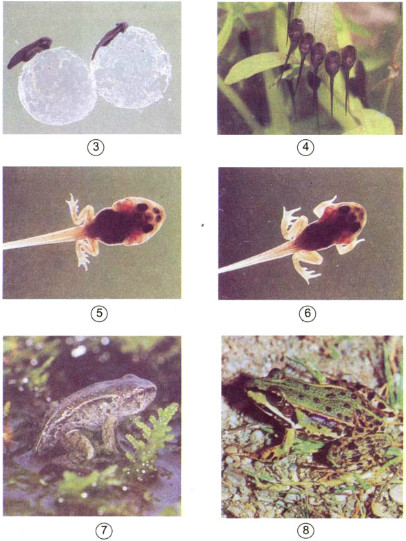 ③ ④
⑤ ⑥
⑦ ⑧